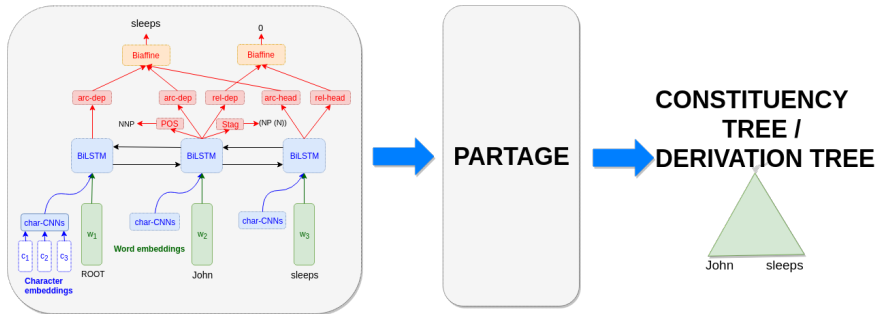 sleeps
0
Biaffine
Biaffine
arc-dep
arc-dep
rel-dep
arc-head
rel-head
NNP
POS
Stag
(NP (N))
BiLSTM
BiLSTM
BiLSTM
char-CNNs
char-CNNs
char-CNNs
w1
w2
w3
c1
c2
c3
Word embeddings
Character
embeddings
ROOT
John
sleeps
PARTAGE
CONSTITUENCY
TREE /
DERIVATION TREE
John
sleeps